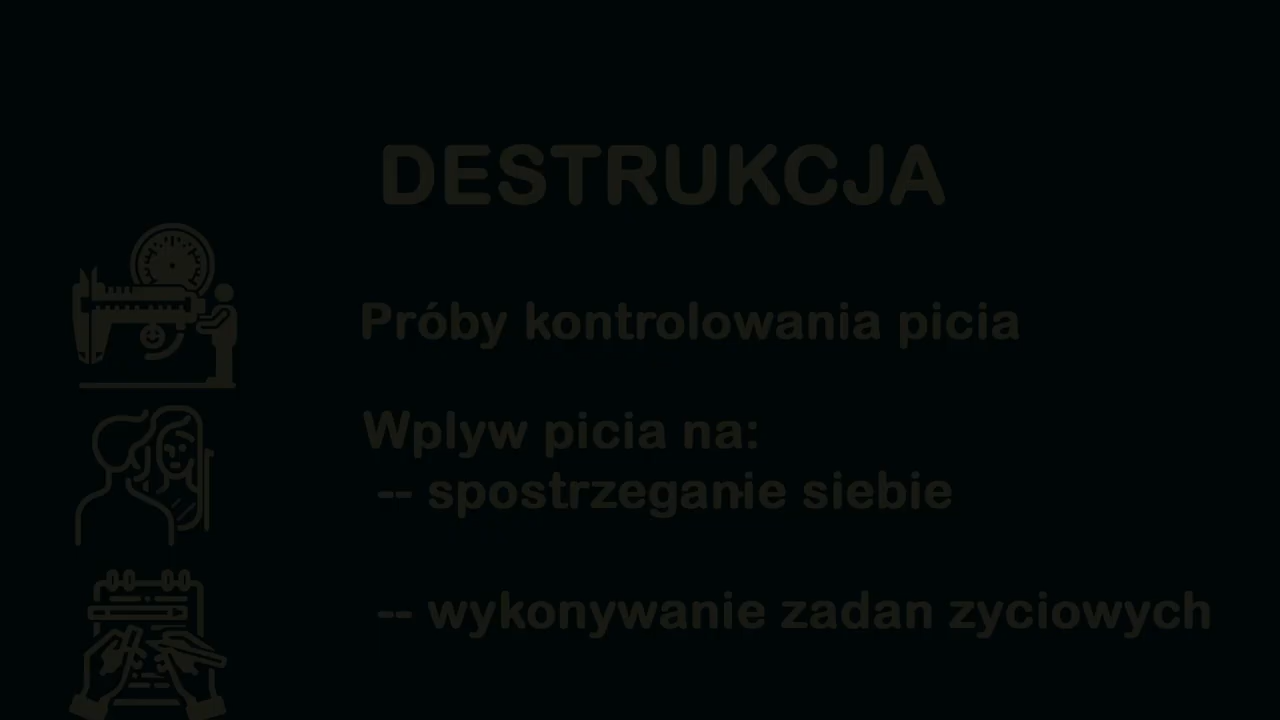 DESTRUKCJA
Próby kontrolowania picia
Wplyw picia na:
-- spostrzeganie siebie
-- wykonywanie zadan zyciowych